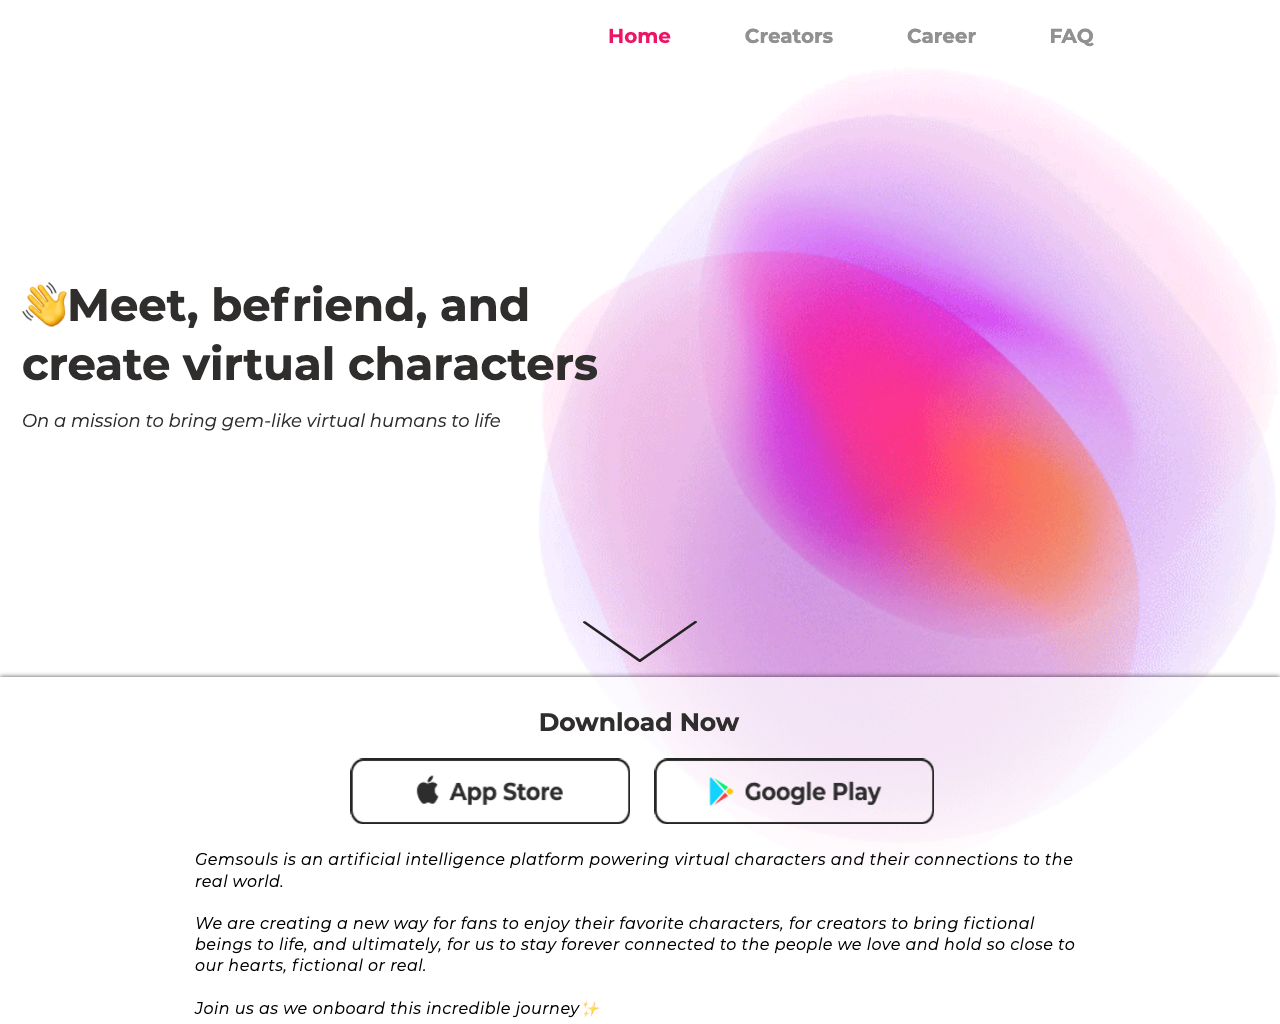 Home
Creators
Career
FAQ
👋Meet, befriend, and
create virtual characters
On a mission to bring gem-like virtual humans to life
Download Now
App Store
Google Play
Gemsouls is an artificial intelligence platform powering virtual characters and their connections to the
real world.
We are creating a new way for fans to enjoy their favorite characters, for creators to bring fictional
beings to life, and ultimately, for us to stay forever connected to the people we love and hold so close to
our hearts, fictional or real.
Join us as we onboard this incredible journey✨